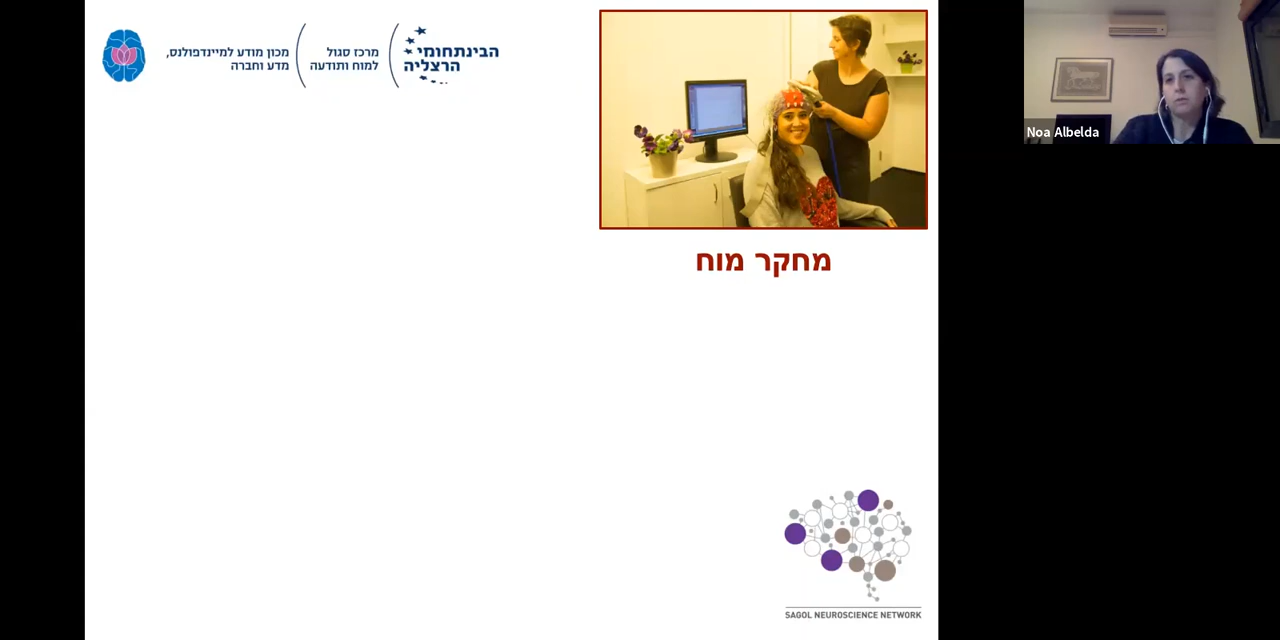 הבינתחומי
הרצליה
מרכז סגול
למוח ותודעה
מכון מודע למיינדפולנס,
מדע וחברה
Noa Albelda
מחקר מוח
SAGOL NEUROSCIENCE NETWORK